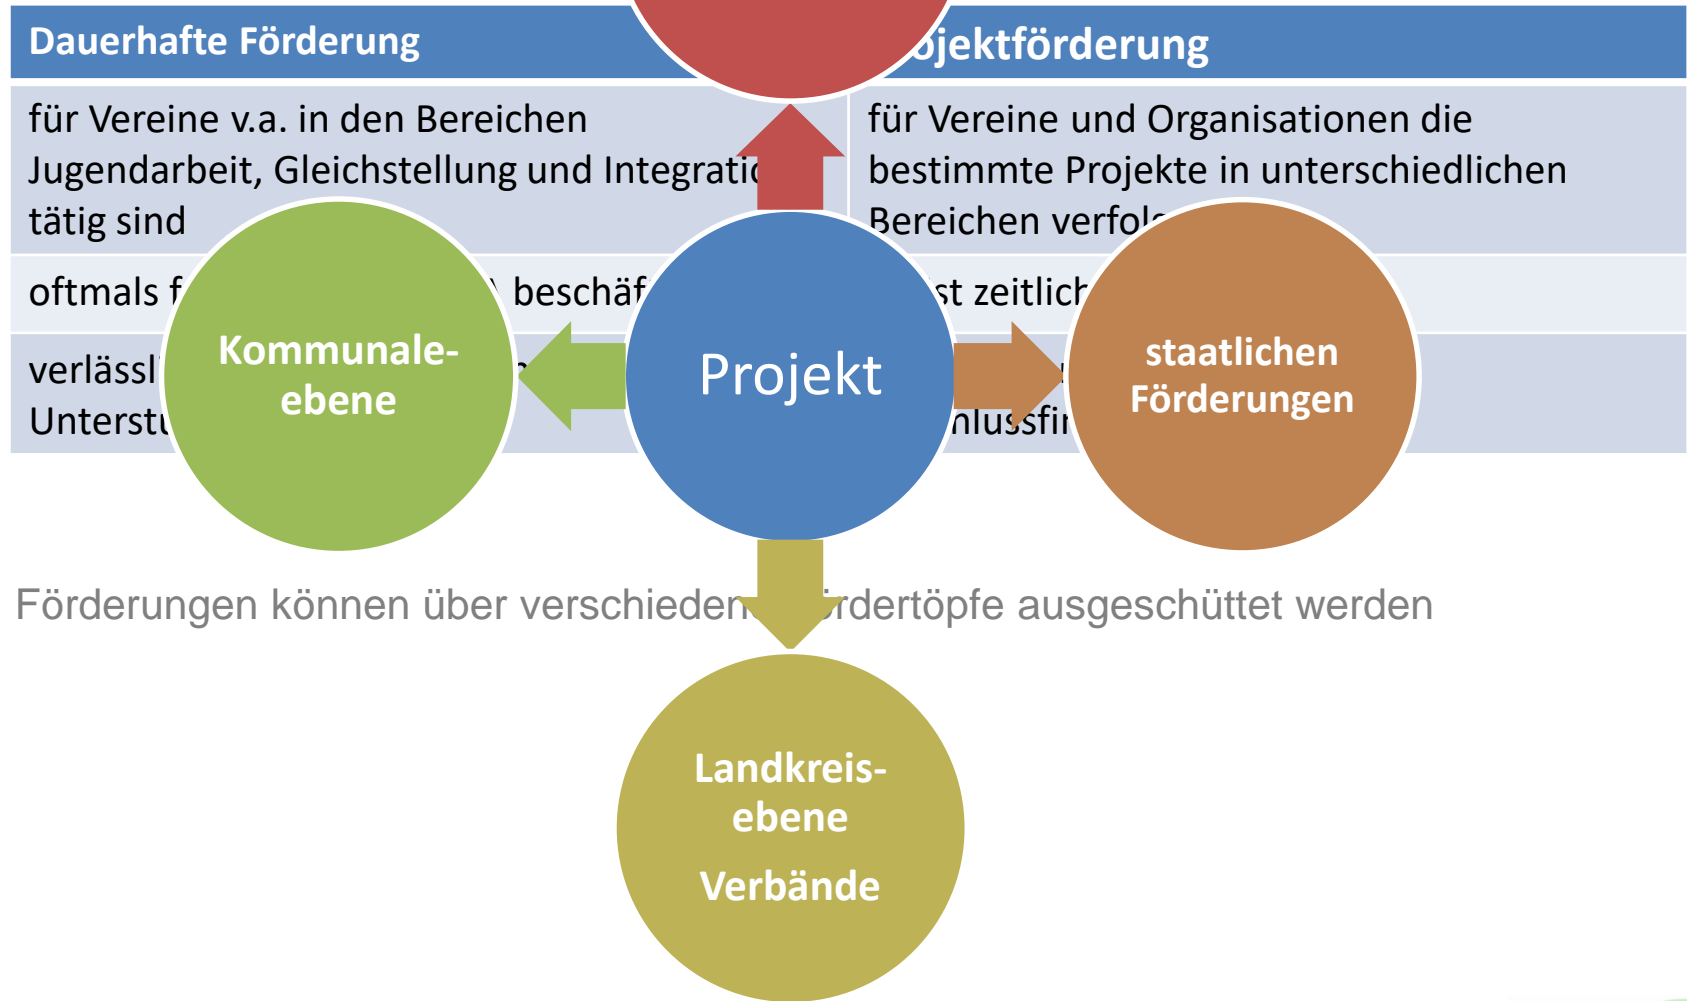 Dauerhafte Förderung
ojektförderung
für Vereine v.a. in den Bereichen
Jugendarbeit, Gleichstellung und Integratio
tätig sind
für Vereine und Organisationen die
bestimmte Projekte in unterschiedlichen
Bereichen verfol
oftmals f
beschäf
st zeitlich
verlässl
Unterst
hlussfi
Kommunale-
ebene
Projekt
staatlichen
Förderungen
Förderungen können über verschieden rdertöpfe ausgeschüttet werden
Landkreis-
ebene
Verbände